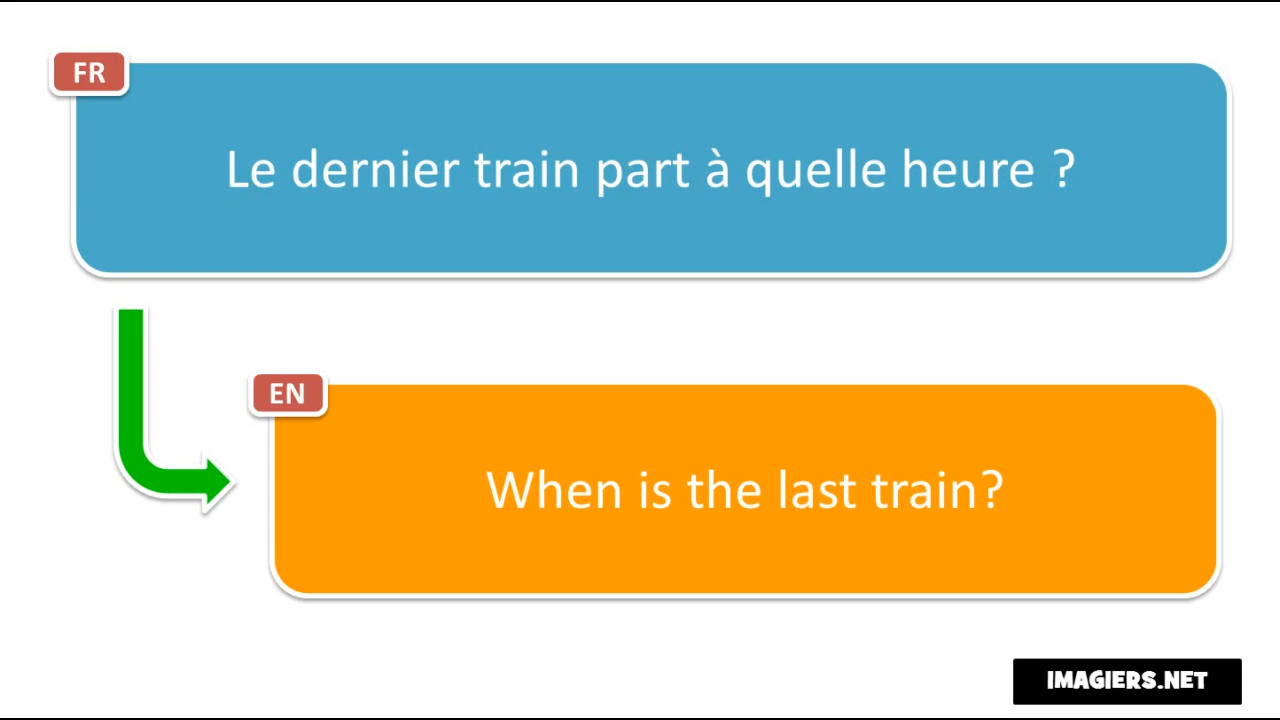 FR
Le dernier train part à quelle heure ?
EN
When is the last train?
IMAGIERS.NET